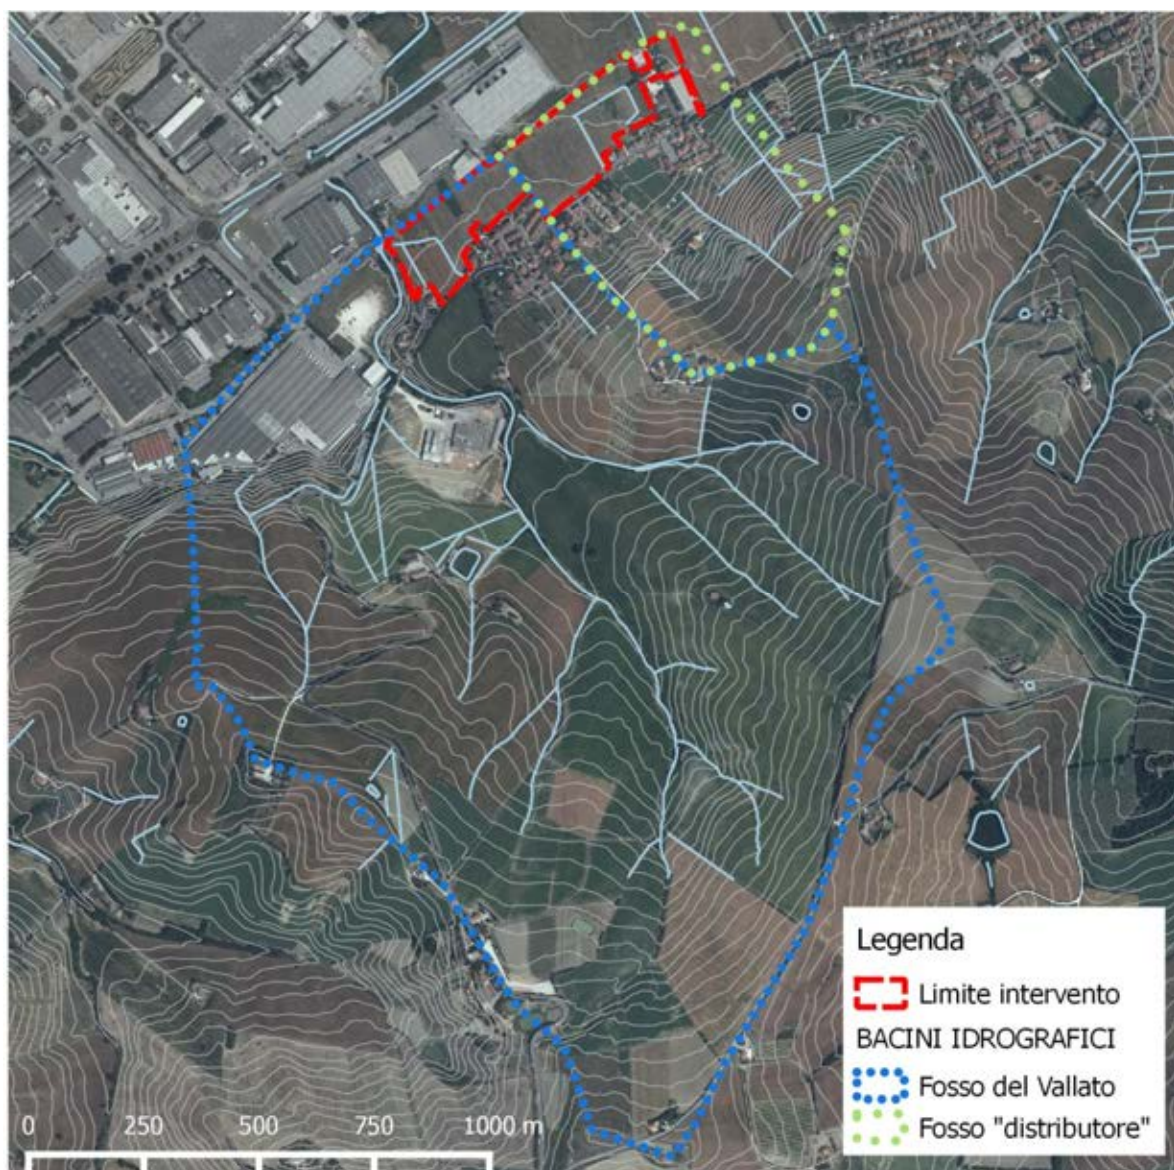 Legenda
Limite intervento
BACINI IDROGRAFICI
Fosso del Vallato
Fosso "distributore"
0 250 500 750 1000 m